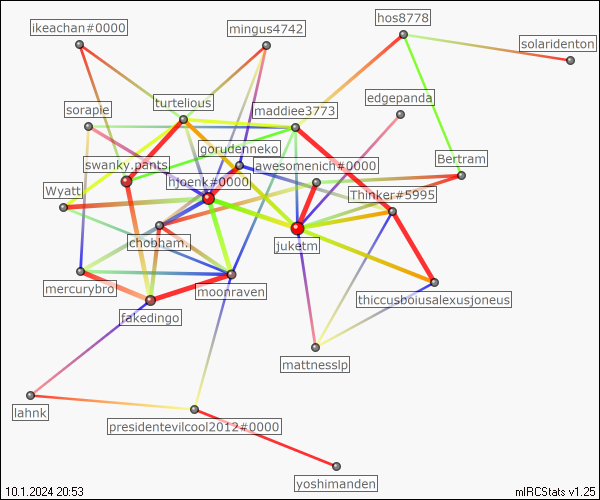 ikeachan#0000
mingus4742
hos8778
solaridenton
edgepanda
sorapie
turtelious
maddiee3773
gorudenneko
swanky.pants
hjoenk#0000
awesomenich#0000
Bertram
Wyatt
Thinker#5995
chobham.
juketm
mercurybro
moonraven
thiccusboiusalexusjoneus
fakedingo
mattnesslp
lahnk
presidentevilcool2012#0000
yoshimanden
10.1.2024 20:53
mIRCStats v1.25